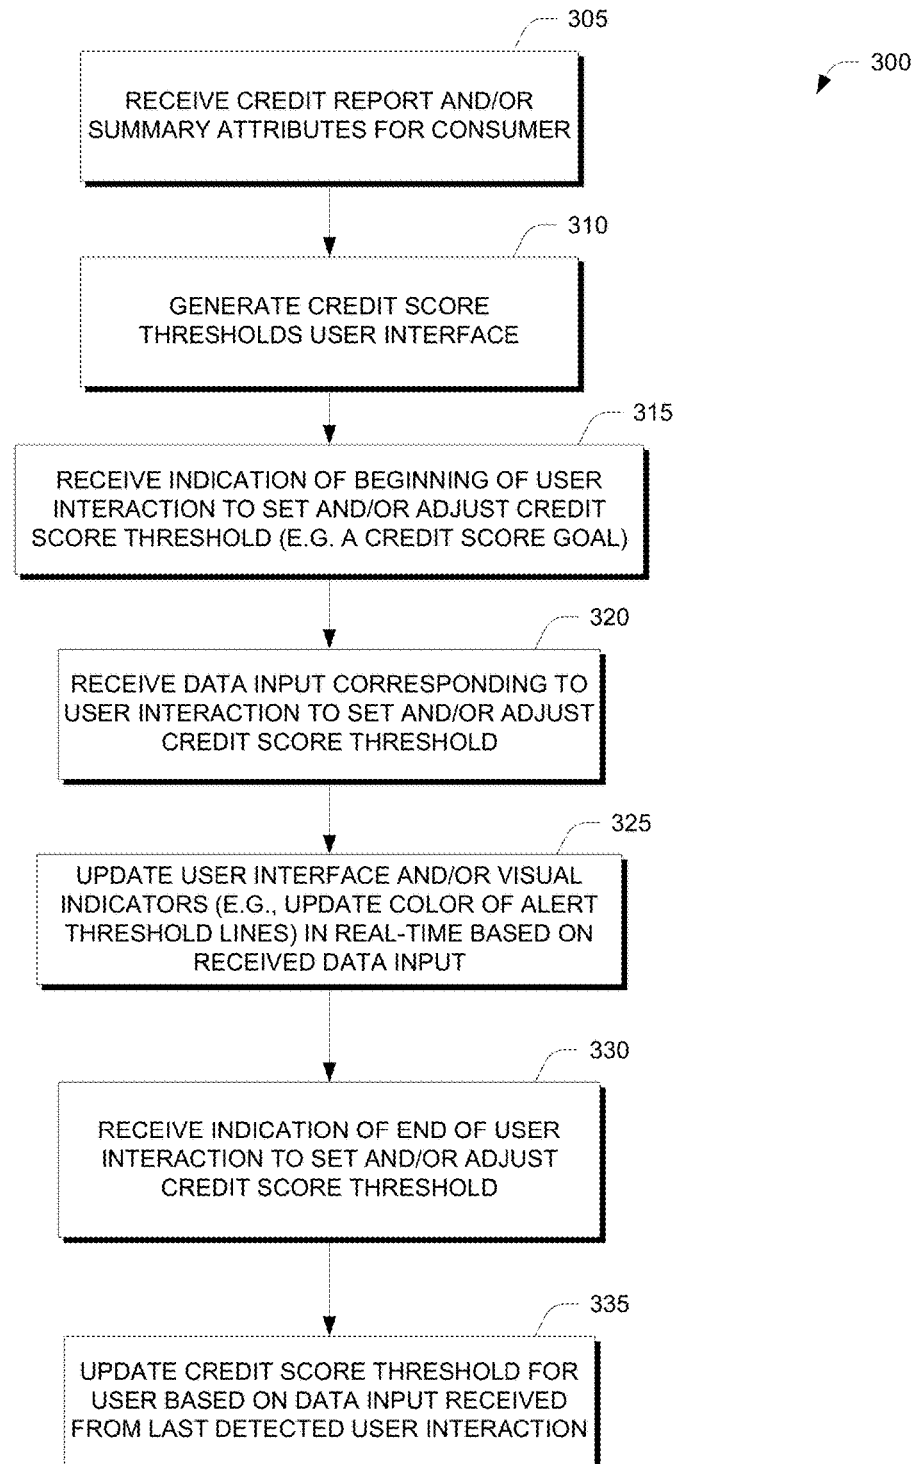 305
300
RECEIVE CREDIT REPORT AND/OR
SUMMARY ATTRIBUTES FOR CONSUMER
310
GENERATE CREDIT SCORE
THRESHOLDS USER INTERFACE
315
RECEIVE INDICATION OF BEGINNING OF USER
INTERACTION TO SET AND/OR ADJUST CREDIT
SCORE THRESHOLD (E.G. A CREDIT SCORE GOAL)
320
RECEIVE DATA INPUT CORRESPONDING TO
USER INTERACTION TO SET AND/OR ADJUST
CREDIT SCORE THRESHOLD
325
UPDATE USER INTERFACE AND/OR VISUAL
INDICATORS (E.G., UPDATE COLOR OF ALERT
THRESHOLD LINES) IN REAL-TIME BASED ON
RECEIVED DATA INPUT
330
RECEIVE INDICATION OF END OF USER
INTERACTION TO SET AND/OR ADJUST
CREDIT SCORE THRESHOLD
335
UPDATE CREDIT SCORE THRESHOLD FOR
USER BASED ON DATA INPUT RECEIVED
FROM LAST DETECTED USER INTERACTION